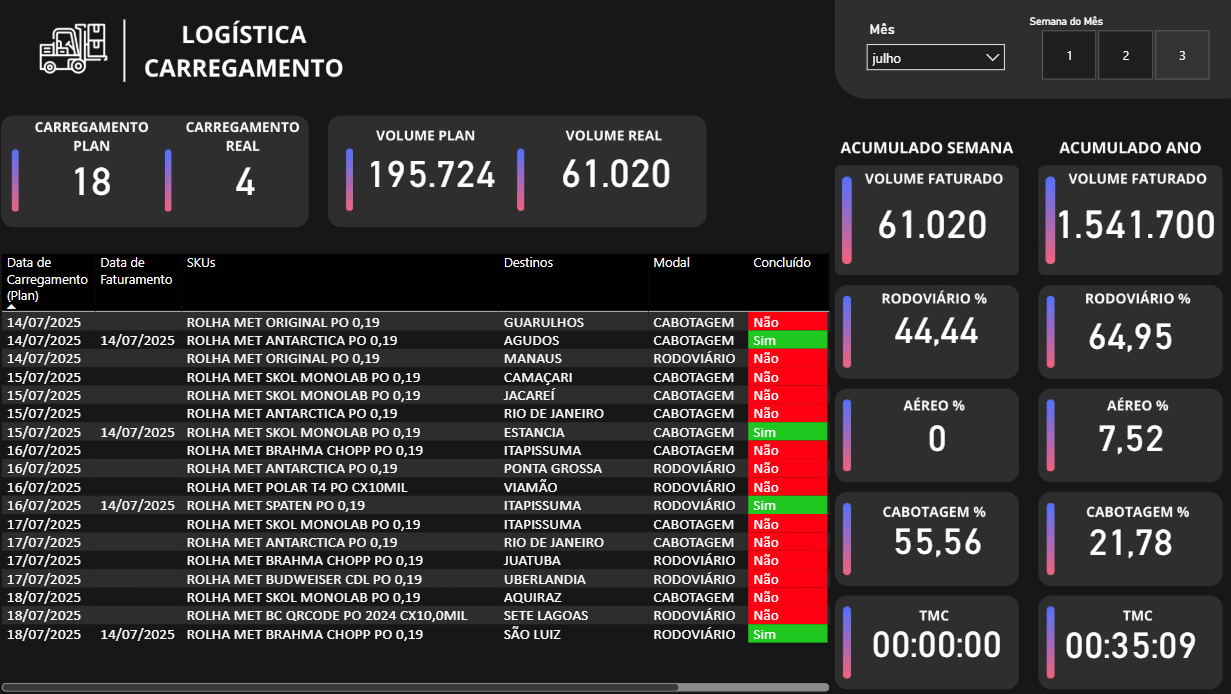 LOGÍSTICA
CARREGAMENTO
Mês
julho
Semana do Mês
1 2 3
CARREGAMENTO
PLAN
18
CARREGAMENTO
REAL
4
VOLUME PLAN
195.724
VOLUME REAL
61.020
ACUMULADO SEMANA
VOLUME FATURADO
61.020
RODOVIÁRIO %
44,44
AÉREO %
0
CABOTAGEM %
55,56
TMC
00:00:00
ACUMULADO ANO
VOLUME FATURADO
1.541.700
RODOVIÁRIO %
64,95
AÉREO %
7,52
CABOTAGEM %
21,78
TMC
00:35:09
Data de Carregamento (Plan) Data de Faturamento SKUs Destinos Modal Concluído
14/07/2025 ROLHA MET ORIGINAL PO 0,19 GUARULHOS CABOTAGEM Não
14/07/2025 14/07/2025 ROLHA MET ANTARCTICA PO 0,19 AGUDOS CABOTAGEM Sim
14/07/2025 ROLHA MET ORIGINAL PO 0,19 MANAUS RODOVIÁRIO Não
15/07/2025 ROLHA MET SKOL MONOLAB PO 0,19 CAMAÇARI CABOTAGEM Não
15/07/2025 ROLHA MET SKOL MONOLAB PO 0,19 JACAREÍ CABOTAGEM Não
15/07/2025 ROLHA MET ANTARCTICA PO 0,19 RIO DE JANEIRO CABOTAGEM Não
15/07/2025 14/07/2025 ROLHA MET SKOL MONOLAB PO 0,19 ESTANCIA CABOTAGEM Sim
16/07/2025 ROLHA MET BRAHMA CHOPP PO 0,19 ITAPISSUMA CABOTAGEM Não
16/07/2025 ROLHA MET ANTARCTICA PO 0,19 PONTA GROSSA RODOVIÁRIO Não
16/07/2025 ROLHA MET POLAR T4 PO CX10MIL VIAMÃO RODOVIÁRIO Não
16/07/2025 14/07/2025 ROLHA MET SPATEN PO 0,19 ITAPISSUMA RODOVIÁRIO Sim
17/07/2025 ROLHA MET SKOL MONOLAB PO 0,19 ITAPISSUMA CABOTAGEM Não
17/07/2025 ROLHA MET ANTARCTICA PO 0,19 RIO DE JANEIRO CABOTAGEM Não
17/07/2025 ROLHA MET BRAHMA CHOPP PO 0,19 JUATUBA RODOVIÁRIO Não
17/07/2025 ROLHA MET BUDWEISER CDL PO 0,19 UBERLANDIA RODOVIÁRIO Não
18/07/2025 ROLHA MET SKOL MONOLAB PO 0,19 AQUIRAZ CABOTAGEM Não
18/07/2025 ROLHA MET BC QRCODE PO 2024 CX10,0MIL SETE LAGOAS RODOVIÁRIO Não
18/07/2025 14/07/2025 ROLHA MET BRAHMA CHOPP PO 0,19 SÃO LUIZ RODOVIÁRIO Sim